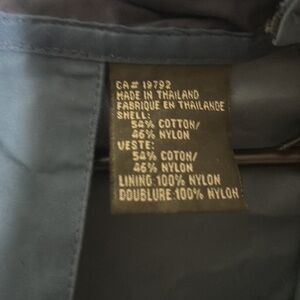 CA# 19792
MADE IN THAILAND
FABRIQUE EN THAILANDE
SHELL:
54% COTTON/
46% NYLON
VESTE:
54% COTON/
46% NYLON
LINING: 100% NYLON
DOUBLURE: 100% NYLON